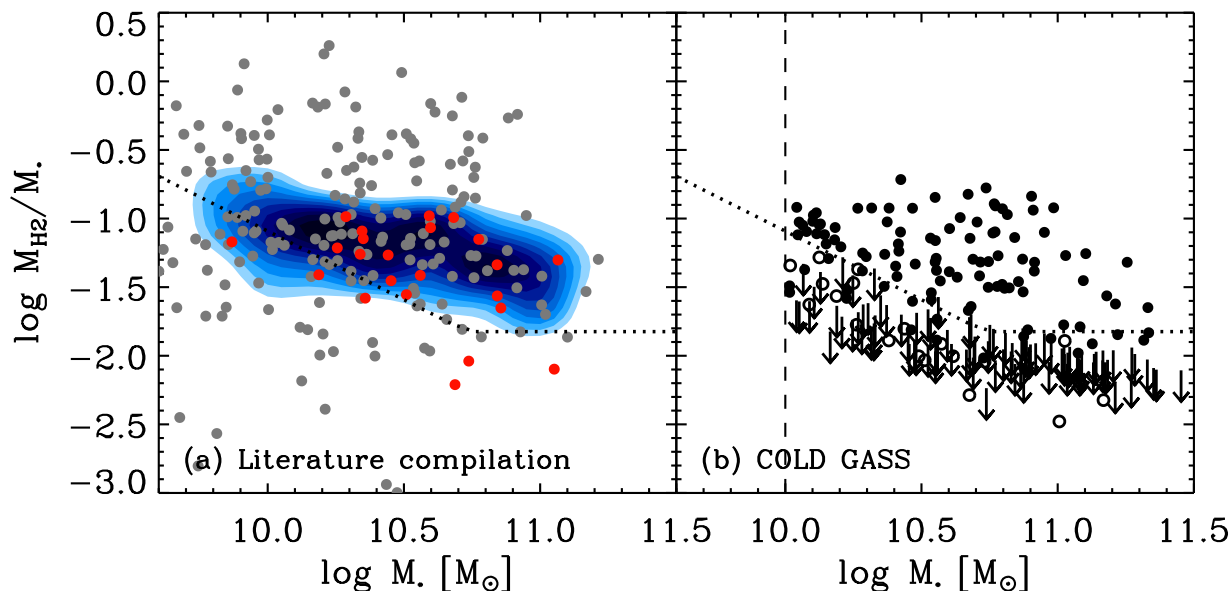 0.5
0.0
−0.5
−1.0
−1.5
−2.0
−2.5
−3.0
log M_H2/M*
(a) Literature compilation
(b) COLD GASS
10.0 10.5 11.0 11.5
10.0 10.5 11.0 11.5
log M* [M⊙]
log M* [M⊙]